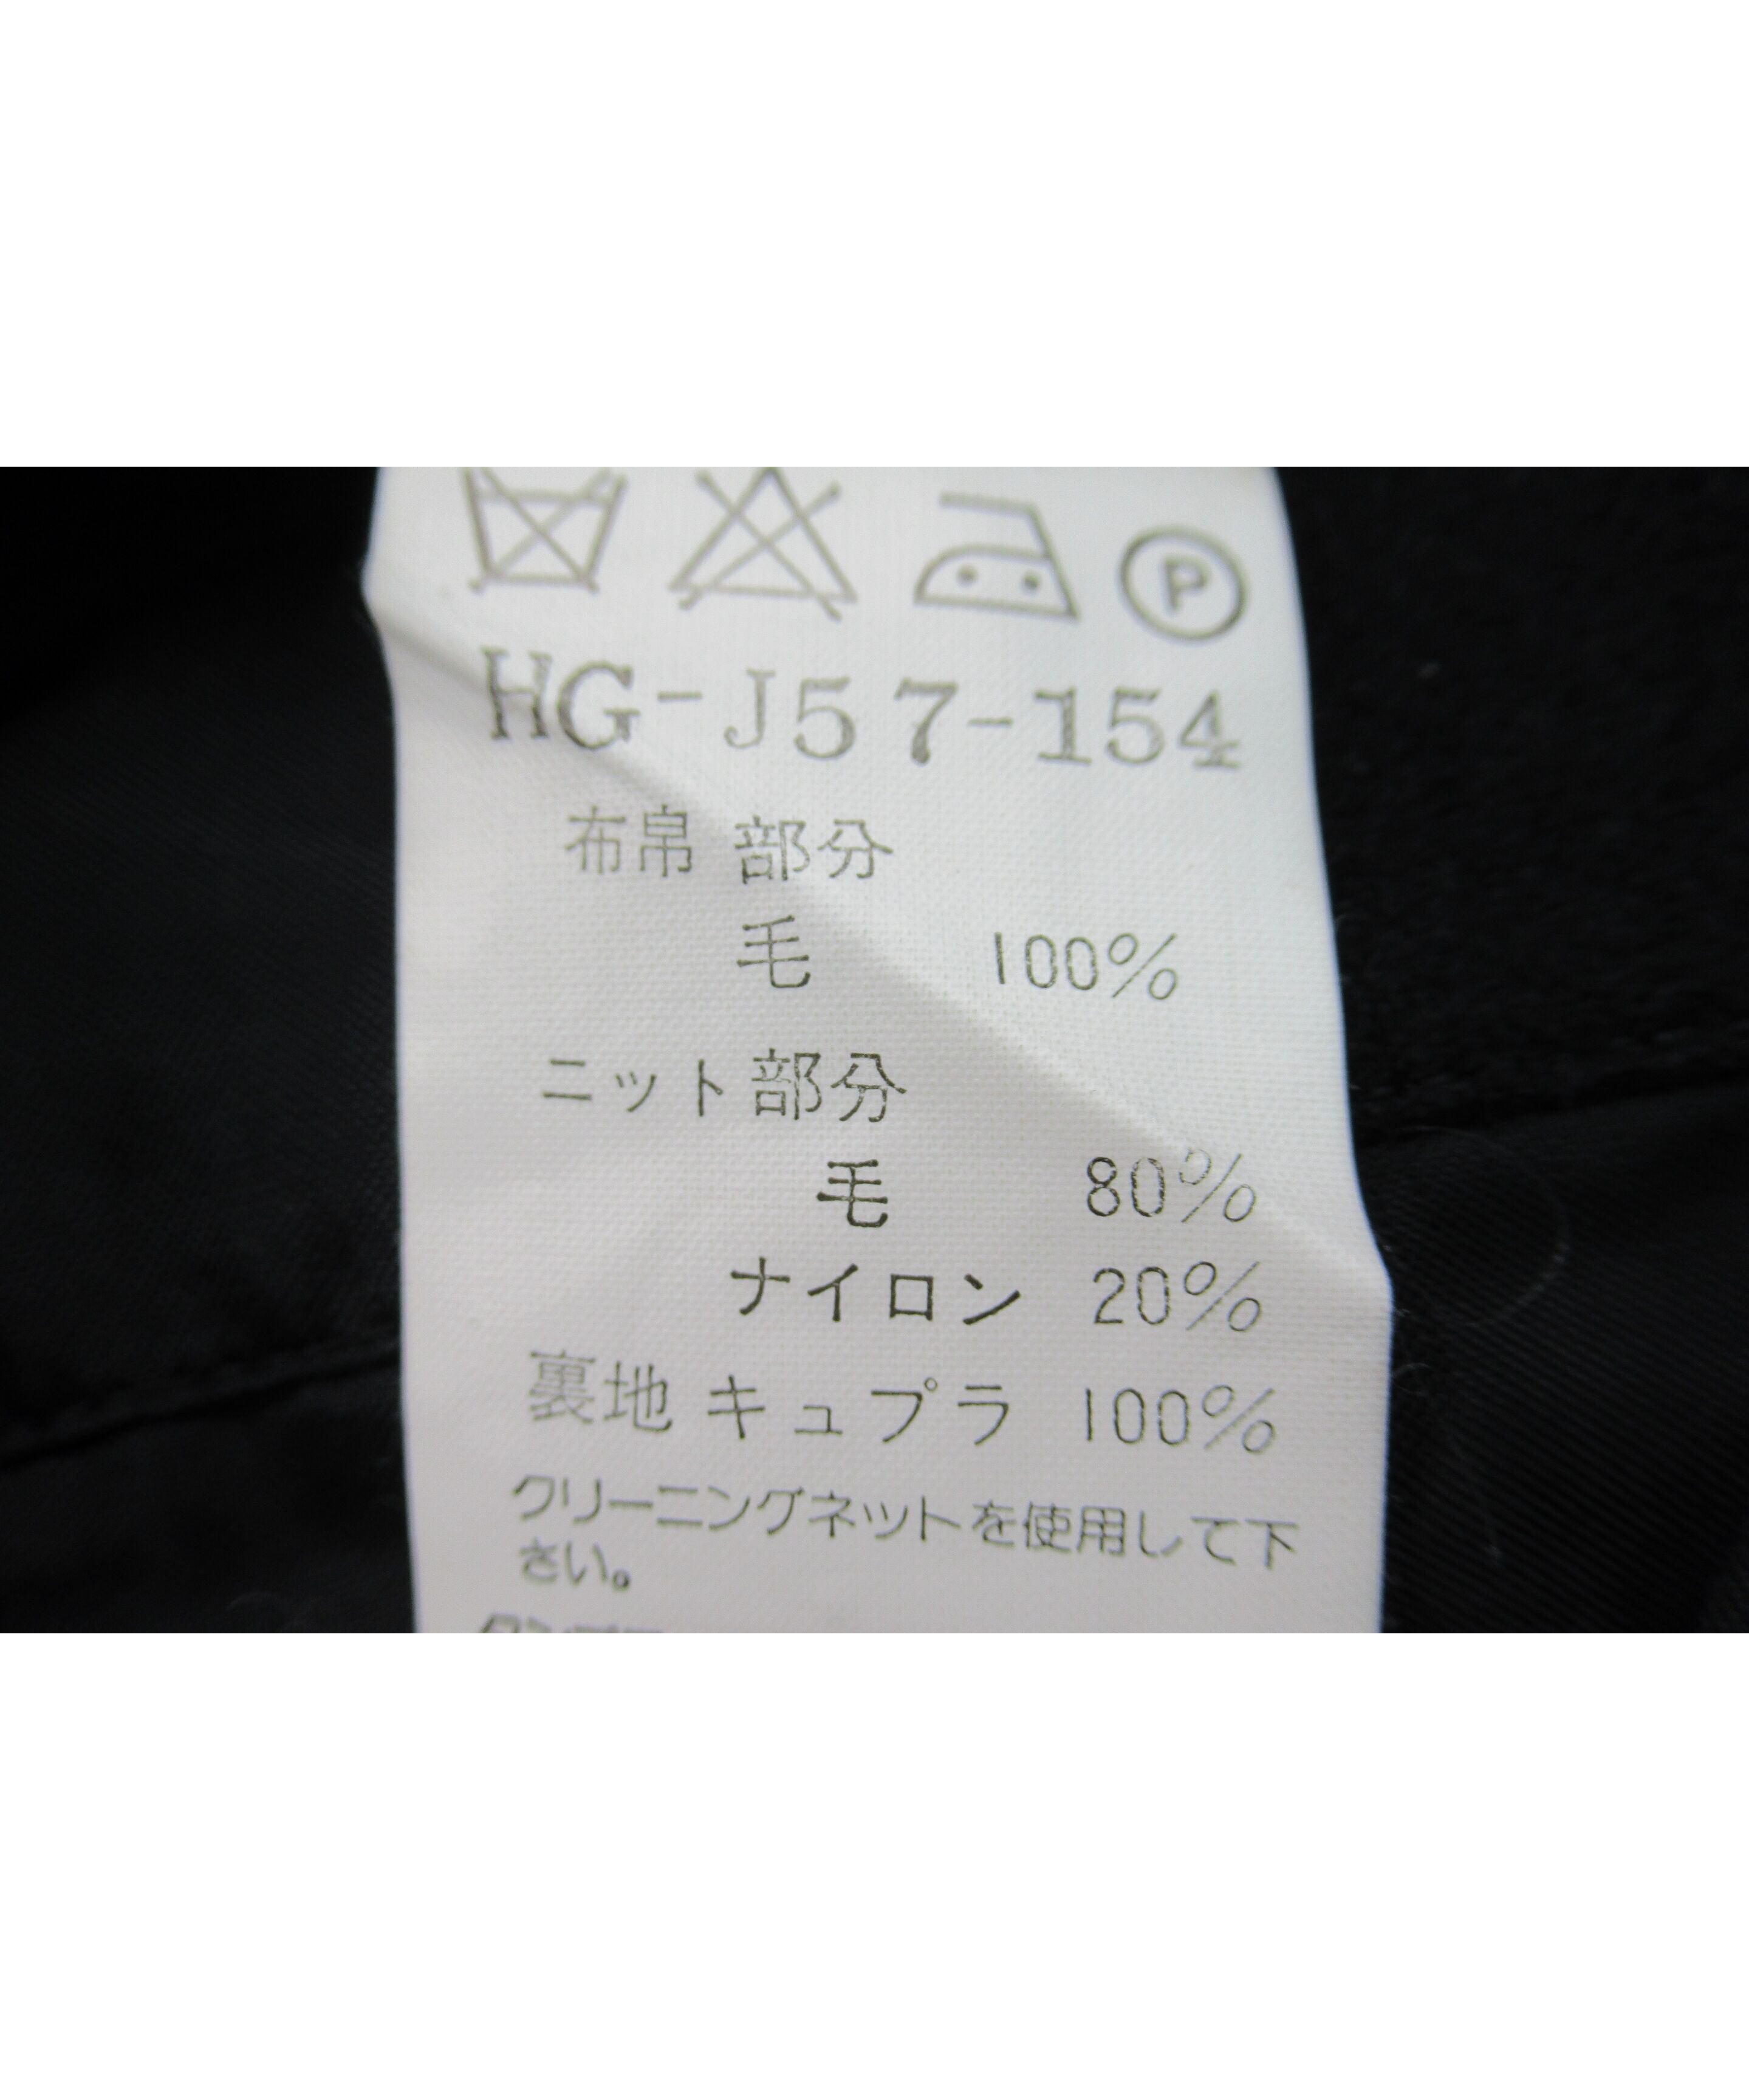 P
HG-J57-154
布帛 部分
毛 100%
ニット部分
毛 80%
ナイロン 20%
裏地 キュプラ 100%
クリーニングネットを使用して下
さい。